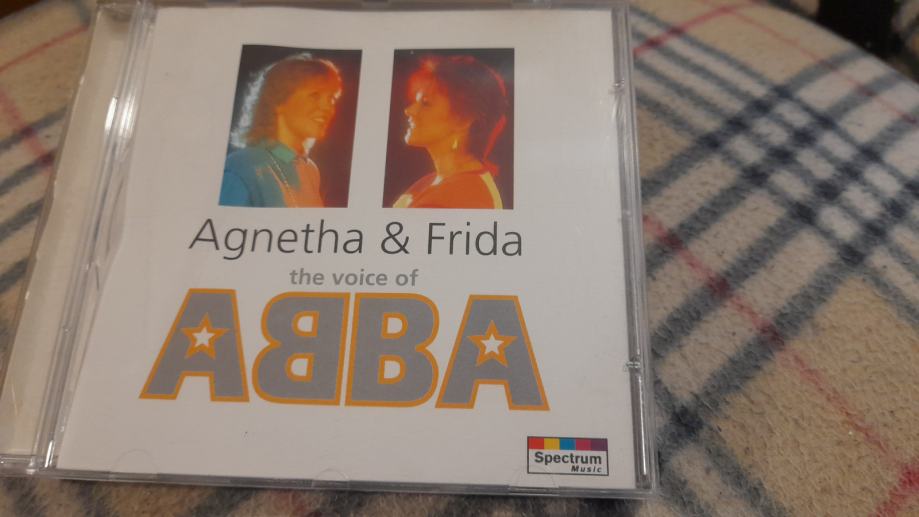 Agnetha & Frida
the voice of
ABBA
Spectrum
Music